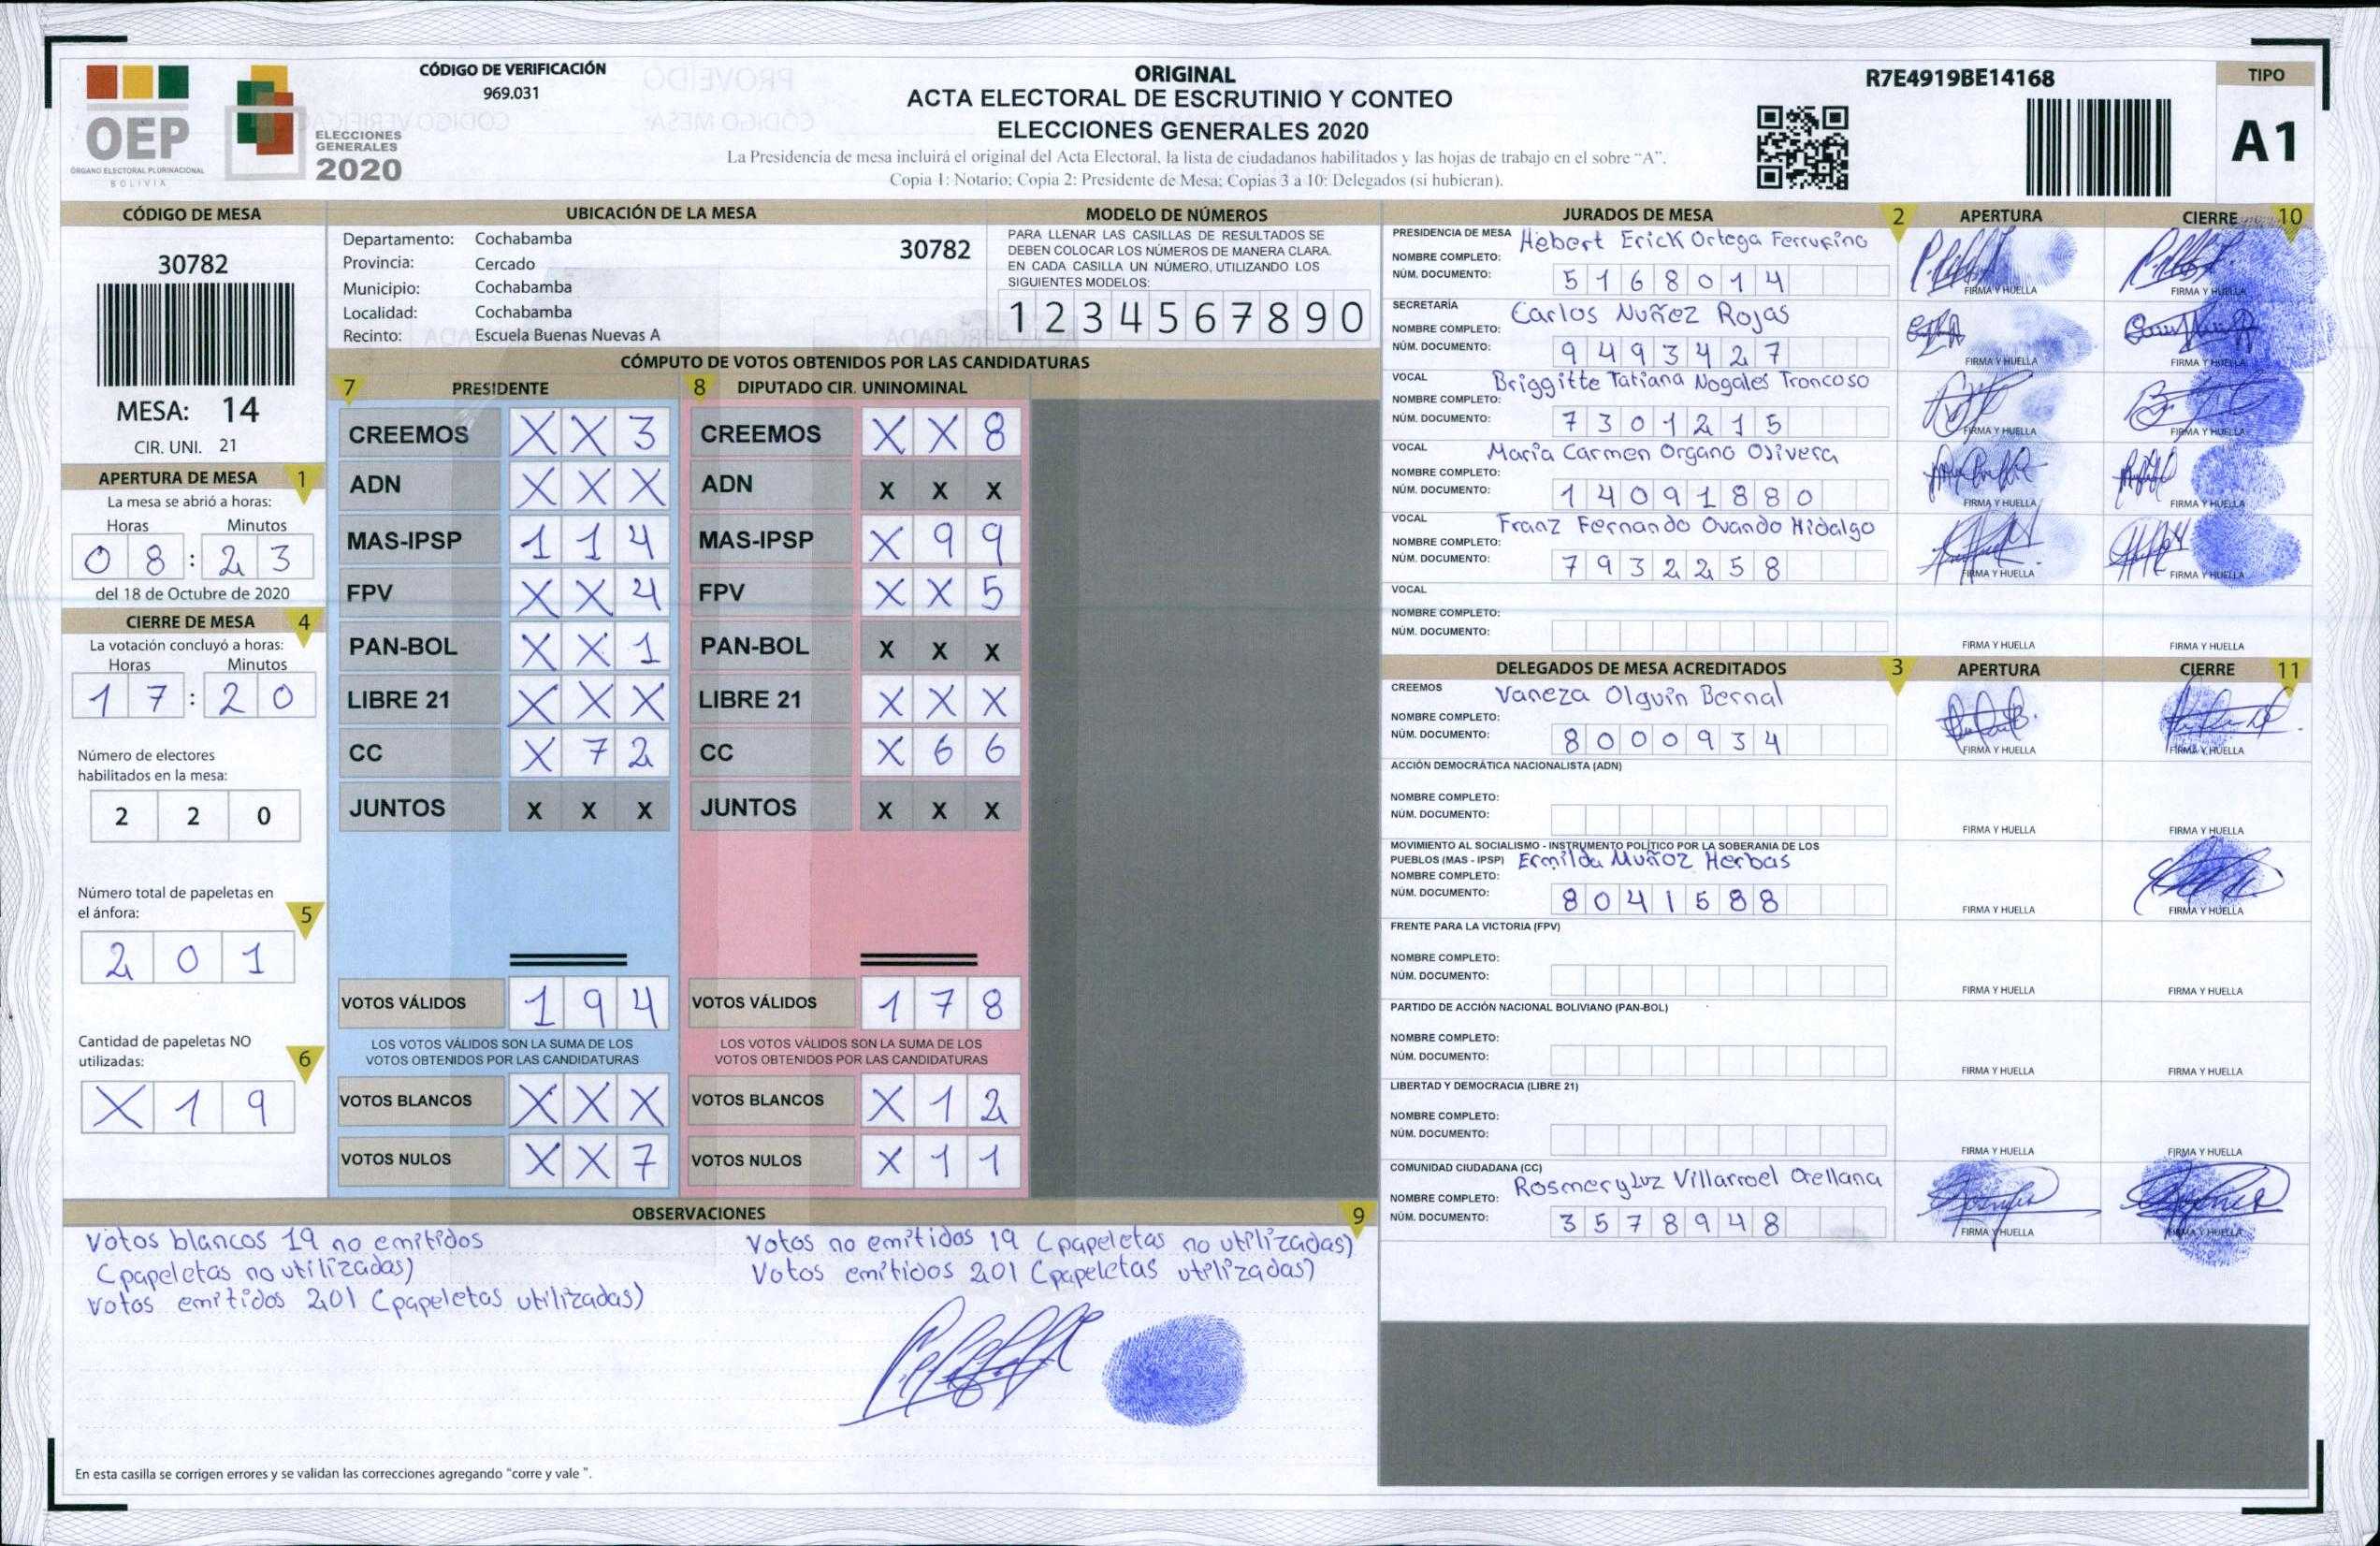 CÓDIGO DE VERIFICACIÓN
969.031
OEP
ÓRGANO ELECTORAL PLURINACIONAL
BOLIVIA
ELECCIONES
GENERALES
2020
ORIGINAL
ACTA ELECTORAL DE ESCRUTINIO Y CONTEO
ELECCIONES GENERALES 2020
La Presidencia de mesa incluirá el original del Acta Electoral, la lista de ciudadanos habilitados y las hojas de trabajo en el sobre “A”.
Copia 1: Notario; Copia 2: Presidente de Mesa; Copias 3 a 10: Delegados (si hubieran).
R7E4919BE14168
TIPO
A1
CÓDIGO DE MESA
30782
MESA: 14
CIR. UNI. 21
APERTURA DE MESA 1
La mesa se abrió a horas:
Horas Minutos
0 8 : 2 3
del 18 de Octubre de 2020
CIERRE DE MESA 4
La votación concluyó a horas:
Horas Minutos
1 7 : 2 0
Número de electores
habilitados en la mesa:
2 2 0
Número total de papeletas en
el ánfora: 5
2 0 1
Cantidad de papeletas NO
utilizadas: 6
X 1 9
UBICACIÓN DE LA MESA
Departamento: Cochabamba 30782
Provincia: Cercado
Municipio: Cochabamba
Localidad: Cochabamba
Recinto: Escuela Buenas Nuevas A
MODELO DE NÚMEROS
PARA LLENAR LAS CASILLAS DE RESULTADOS SE
DEBEN COLOCAR LOS NÚMEROS DE MANERA CLARA.
EN CADA CASILLA UN NÚMERO, UTILIZANDO LOS
SIGUIENTES MODELOS:
1 2 3 4 5 6 7 8 9 0
CÓMPUTO DE VOTOS OBTENIDOS POR LAS CANDIDATURAS
7 PRESIDENTE
CREEMOS X X 3
ADN X X X
MAS-IPSP 1 1 4
FPV X X 4
PAN-BOL X X 1
LIBRE 21 X X X
CC X 7 2
JUNTOS X X X
VOTOS VÁLIDOS 1 9 4
LOS VOTOS VÁLIDOS SON LA SUMA DE LOS
VOTOS OBTENIDOS POR LAS CANDIDATURAS
VOTOS BLANCOS X X X
VOTOS NULOS X X 7
8 DIPUTADO CIR. UNINOMINAL
CREEMOS X X 8
ADN X X X
MAS-IPSP X 9 9
FPV X X 5
PAN-BOL X X X
LIBRE 21 X X X
CC X 6 6
JUNTOS X X X
VOTOS VÁLIDOS 1 7 8
LOS VOTOS VÁLIDOS SON LA SUMA DE LOS
VOTOS OBTENIDOS POR LAS CANDIDATURAS
VOTOS BLANCOS X 1 2
VOTOS NULOS X 1 1
OBSERVACIONES 9
Votos blancos 19 no emitidos
(papeletas no utilizadas)
Votos emitidos 201 (papeletas utilizadas)
Votos no emitidos 19 (papeletas no utilizadas)
Votos emitidos 201 (papeletas utilizadas)
En esta casilla se corrigen errores y se validan las correcciones agregando “corre y vale ”.
JURADOS DE MESA 2 APERTURA CIERRE 10
PRESIDENCIA DE MESA Hebert Erick Ortega Ferrufino
NOMBRE COMPLETO:
NÚM. DOCUMENTO: 5 1 6 8 0 1 4
FIRMA Y HUELLA FIRMA Y HUELLA
SECRETARÍA Carlos Nuñez Rojas
NOMBRE COMPLETO:
NÚM. DOCUMENTO: 9 4 9 3 4 2 7
FIRMA Y HUELLA FIRMA Y HUELLA
VOCAL Briggitte Tatiana Nogales Troncoso
NOMBRE COMPLETO:
NÚM. DOCUMENTO: 7 3 0 1 2 1 5
FIRMA Y HUELLA FIRMA Y HUELLA
VOCAL Maria Carmen Organo Olivera
NOMBRE COMPLETO:
NÚM. DOCUMENTO: 1 4 0 9 1 8 8 0
FIRMA Y HUELLA FIRMA Y HUELLA
VOCAL Franz Fernando Ovando Hidalgo
NOMBRE COMPLETO:
NÚM. DOCUMENTO: 7 9 3 2 2 5 8
FIRMA Y HUELLA FIRMA Y HUELLA
VOCAL
NOMBRE COMPLETO:
NÚM. DOCUMENTO:
FIRMA Y HUELLA FIRMA Y HUELLA
DELEGADOS DE MESA ACREDITADOS 3 APERTURA CIERRE 11
CREEMOS Vaneza Olguin Bernal
NOMBRE COMPLETO:
NÚM. DOCUMENTO: 8 0 0 0 9 3 4
FIRMA Y HUELLA FIRMA Y HUELLA
ACCIÓN DEMOCRÁTICA NACIONALISTA (ADN)
NOMBRE COMPLETO:
NÚM. DOCUMENTO:
FIRMA Y HUELLA FIRMA Y HUELLA
MOVIMIENTO AL SOCIALISMO - INSTRUMENTO POLÍTICO POR LA SOBERANIA DE LOS
PUEBLOS (MAS - IPSP) Ermilda Muñoz Herbas
NOMBRE COMPLETO:
NÚM. DOCUMENTO: 8 0 4 1 5 8 8
FIRMA Y HUELLA FIRMA Y HUELLA
FRENTE PARA LA VICTORIA (FPV)
NOMBRE COMPLETO:
NÚM. DOCUMENTO:
FIRMA Y HUELLA FIRMA Y HUELLA
PARTIDO DE ACCIÓN NACIONAL BOLIVIANO (PAN-BOL)
NOMBRE COMPLETO:
NÚM. DOCUMENTO:
FIRMA Y HUELLA FIRMA Y HUELLA
LIBERTAD Y DEMOCRACIA (LIBRE 21)
NOMBRE COMPLETO:
NÚM. DOCUMENTO:
FIRMA Y HUELLA FIRMA Y HUELLA
COMUNIDAD CIUDADANA (CC)
Rosmery Luz Villarroel Orellana
NOMBRE COMPLETO:
NÚM. DOCUMENTO: 3 5 7 8 9 4 8
FIRMA Y HUELLA FIRMA Y HUELLA